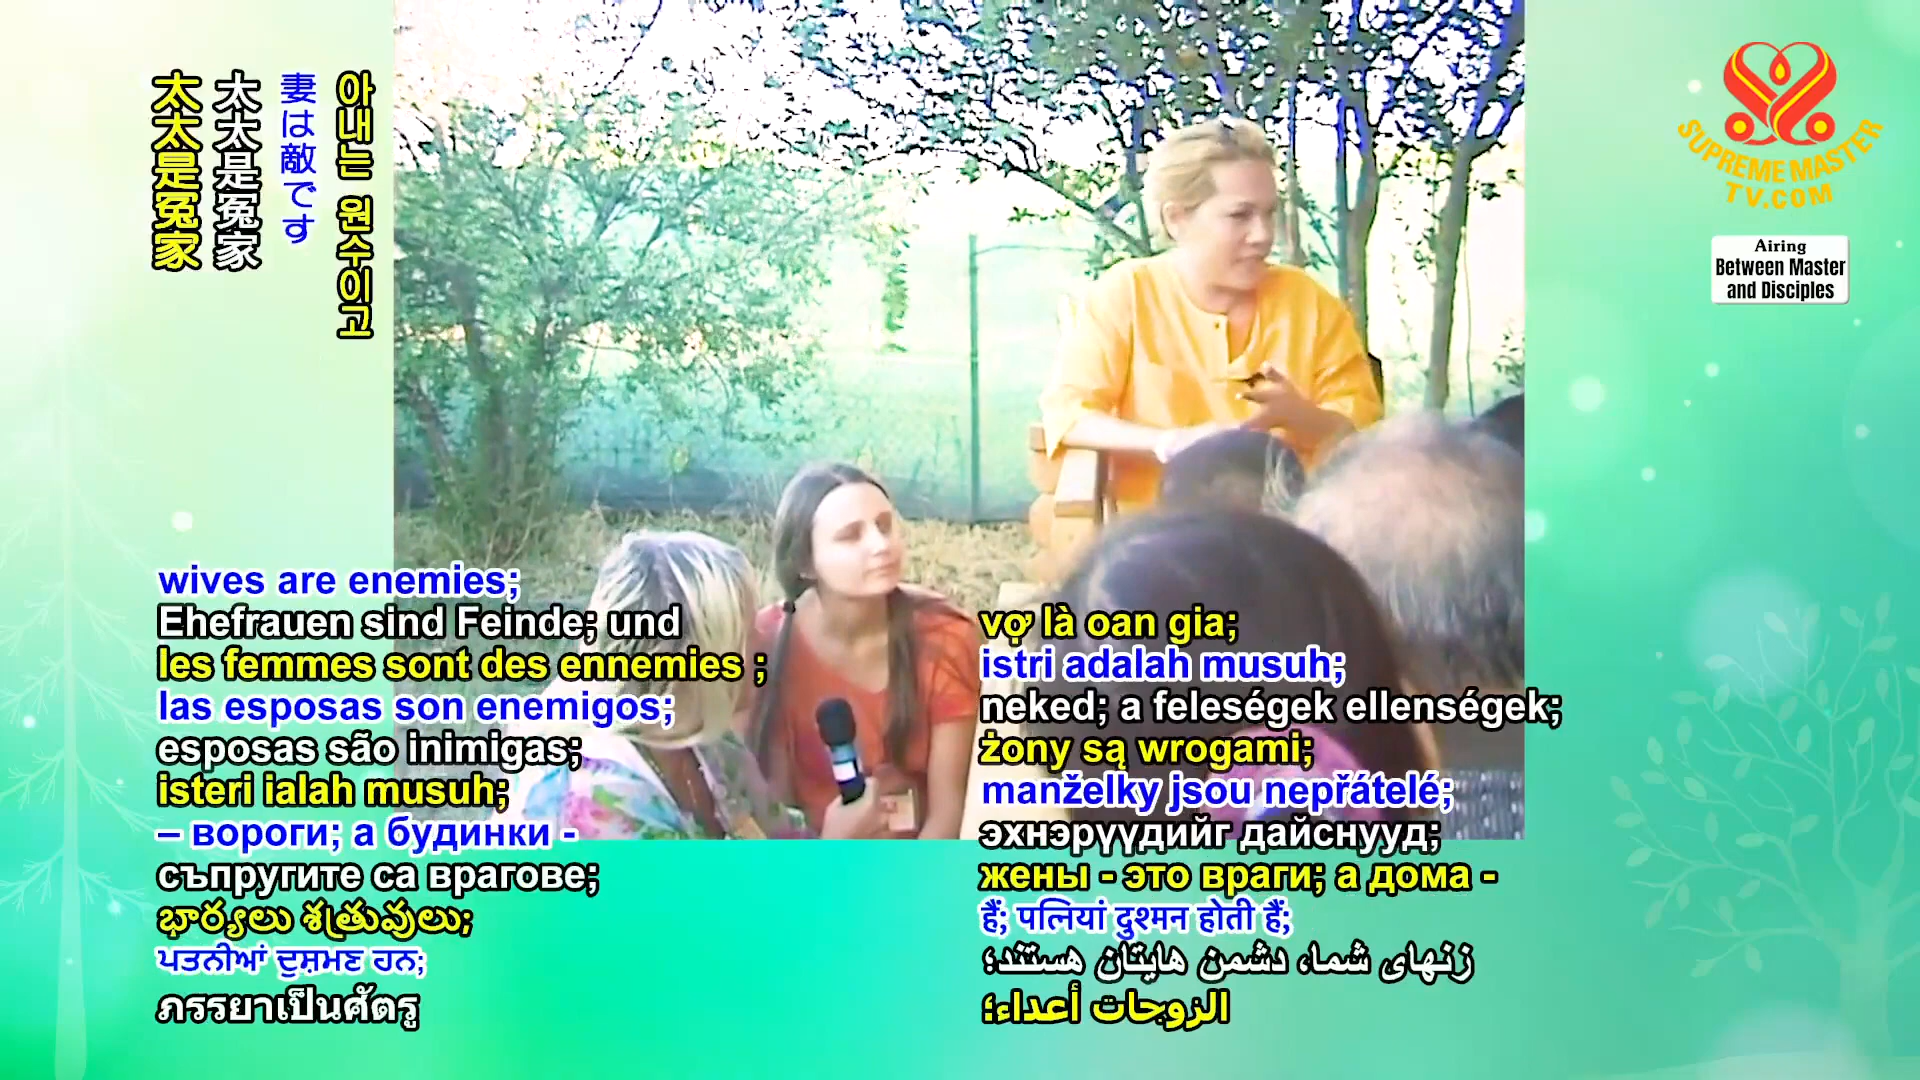 아내는 원수이고
妻は敵です
太太是冤家
太太是冤家
SUPREME MASTER
TV.COM
Airing
Between Master
and Disciples
wives are enemies;
Ehefrauen sind Feinde; und
les femmes sont des ennemies ;
las esposas son enemigos;
esposas são inimigas;
isteri ialah musuh;
– вороги; а будинки -
съпругите са врагове;
భార్యలు శత్రువులు;
ਪਤਨੀਆਂ ਦੁਸ਼ਮਣ ਹਨ;
ภรรยาเป็นศัตรู
vợ là oan gia;
istri adalah musuh;
neked; a feleségek ellenségek;
żony są wrogami;
manželky jsou nepřátelé;
эхнэрүүдийг дайснууд;
жены - это враги; а дома -
हैं; पत्नियां दुश्मन होती हैं;
زنهای شما، دشمن هایتان هستند؛
الزوجات أعداء؛